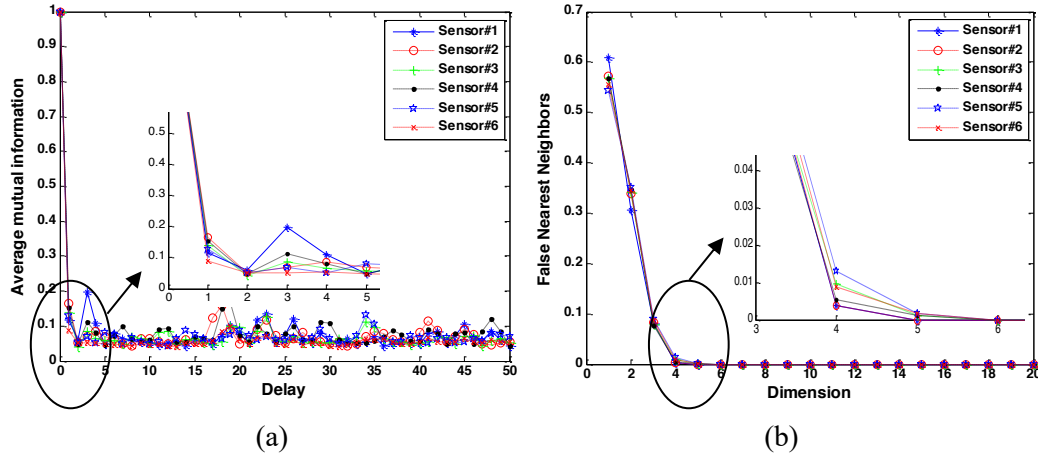 1
0.9
0.8
0.7
0.6
0.5
0.4
0.3
0.2
0.1
0
Average mutual information
Sensor#1
Sensor#2
Sensor#3
Sensor#4
Sensor#5
Sensor#6
0.5
0.4
0.3
0.2
0.1
0
0 1 2 3 4 5
0 5 10 15 20 25 30 35 40 45 50
Delay
(a)
0.7
0.6
0.5
0.4
0.3
0.2
0.1
0
False Nearest Neighbors
Sensor#1
Sensor#2
Sensor#3
Sensor#4
Sensor#5
Sensor#6
0.04
0.03
0.02
0.01
0
3 4 5 6
0 2 4 6 8 10 12 14 16 18 20
Dimension
(b)